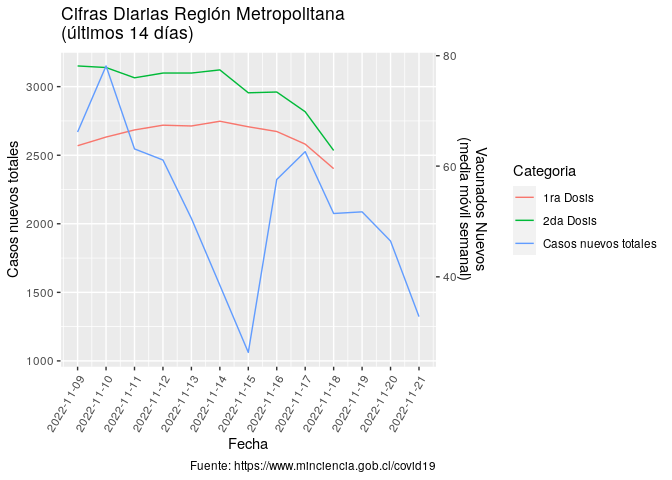 Cifras Diarias Región Metropolitana
(últimos 14 días)
Casos nuevos totales
3000
2500
2000
1500
1000
80
60
40
Vacunados Nuevos
(media móvil semanal)
2022-11-09
2022-11-10
2022-11-11
2022-11-12
2022-11-13
2022-11-14
2022-11-15
2022-11-16
2022-11-17
2022-11-18
2022-11-19
2022-11-20
2022-11-21
Fecha
Categoria
1ra Dosis
2da Dosis
Casos nuevos totales
Fuente: https://www.minciencia.gob.cl/covid19